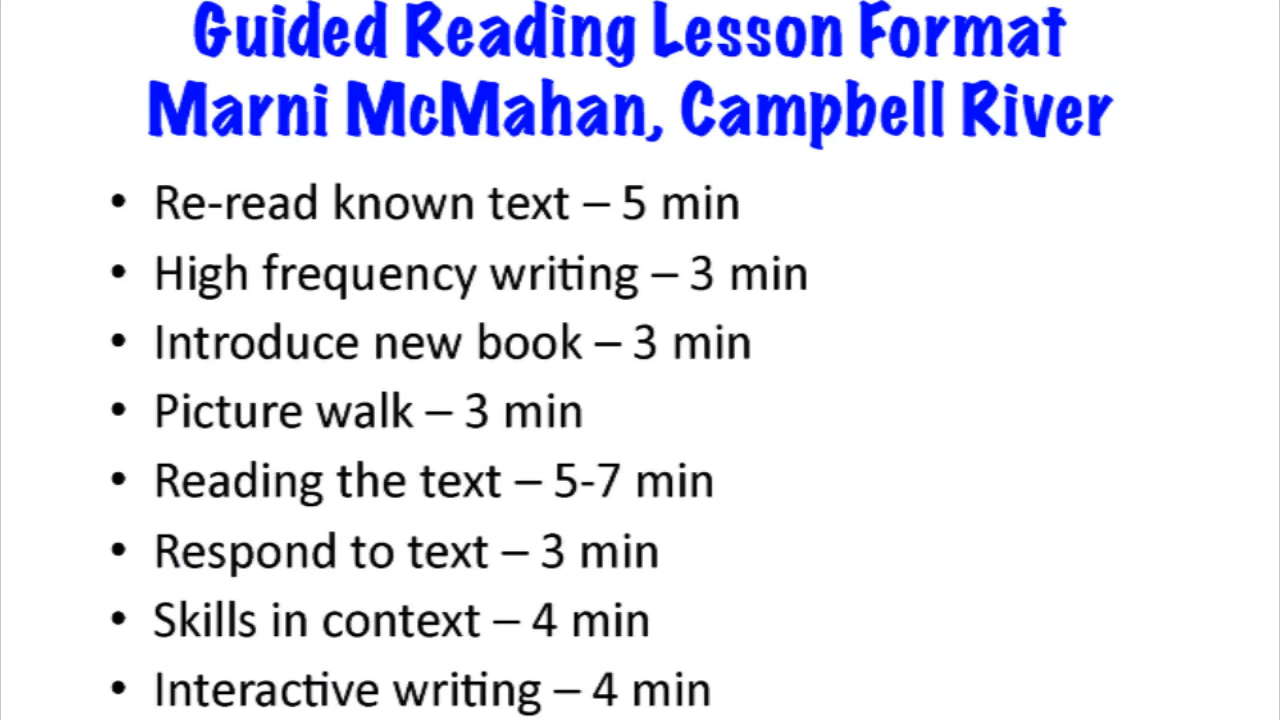 Guided Reading Lesson Format
Marni McMahan, Campbell River
• Re-read known text – 5 min
• High frequency writing – 3 min
• Introduce new book – 3 min
• Picture walk – 3 min
• Reading the text – 5-7 min
• Respond to text – 3 min
• Skills in context – 4 min
• Interactive writing – 4 min